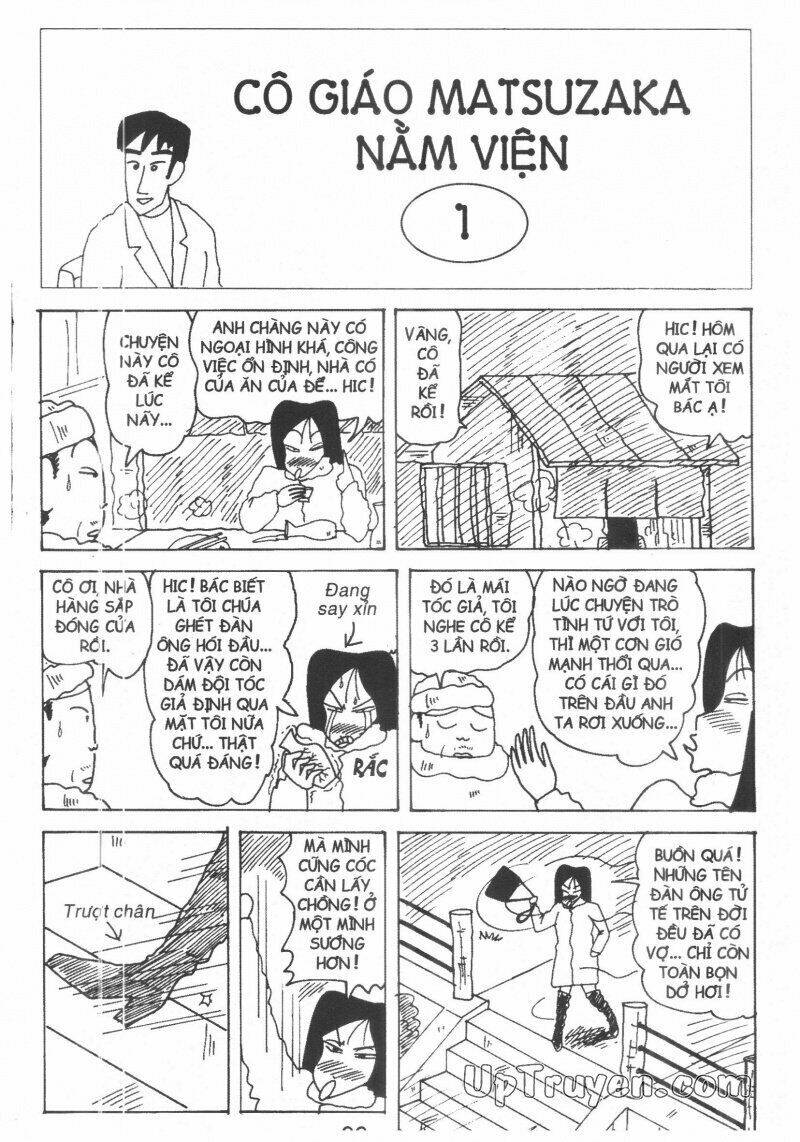 CÔ GIÁO MATSUZAKA
NẰM VIỆN
1
HIC! HÔM
QUA LẠI CÓ
NGƯỜI XEM
MẮT TÔI
BÁC Ạ!
VÂNG,
CÔ
ĐÃ
KỂ
RỒI!
ANH CHÀNG NÀY CÓ
NGOẠI HÌNH KHÁ, CÔNG
VIỆC ỔN ĐỊNH, NHÀ CÓ
CỦA ĂN CỦA ĐỂ... HIC!
CHUYỆN
NÀY CÔ
ĐÃ KỂ
LÚC
NÃY...
NÀO NGỜ ĐANG
LÚC CHUYỆN TRÒ
TÌNH TỨ VỚI TÔI,
THÌ MỘT CƠN GIÓ
MẠNH THỔI QUA...
CÓ CÁI GÌ ĐÓ
TRÊN ĐẦU ANH
TA RƠI XUỐNG...
ĐÓ LÀ MÁI
TÓC GIẢ, TÔI
NGHE CÔ KỂ
3 LẦN RỒI.
Đang
say xỉn
HIC! BÁC BIẾT
LÀ TÔI CHÚA
GHÉT ĐÀN
ÔNG HÓI ĐẦU...
ĐÃ VẬY CÒN
DÁM ĐỘI TÓC
GIẢ ĐỊNH QUA
MẶT TÔI NỮA
CHỨ... THẬT
QUÁ ĐÁNG!
RẮC
CÔ ƠI, NHÀ
HÀNG SẮP
ĐÓNG CỬA
RỒI.
BUỒN QUÁ!
NHỮNG TÊN
ĐÀN ÔNG TỬ
TẾ TRÊN ĐỜI
ĐỀU ĐÃ CÓ
VỢ... CHỈ CÒN
TOÀN BỌN
DỞ HƠI!
MÀ MÌNH
CŨNG CÓC
CẦN LẤY
CHỒNG! Ở
MỘT MÌNH
SƯỚNG
HƠN!
Trượt chân
UpTruyen.com